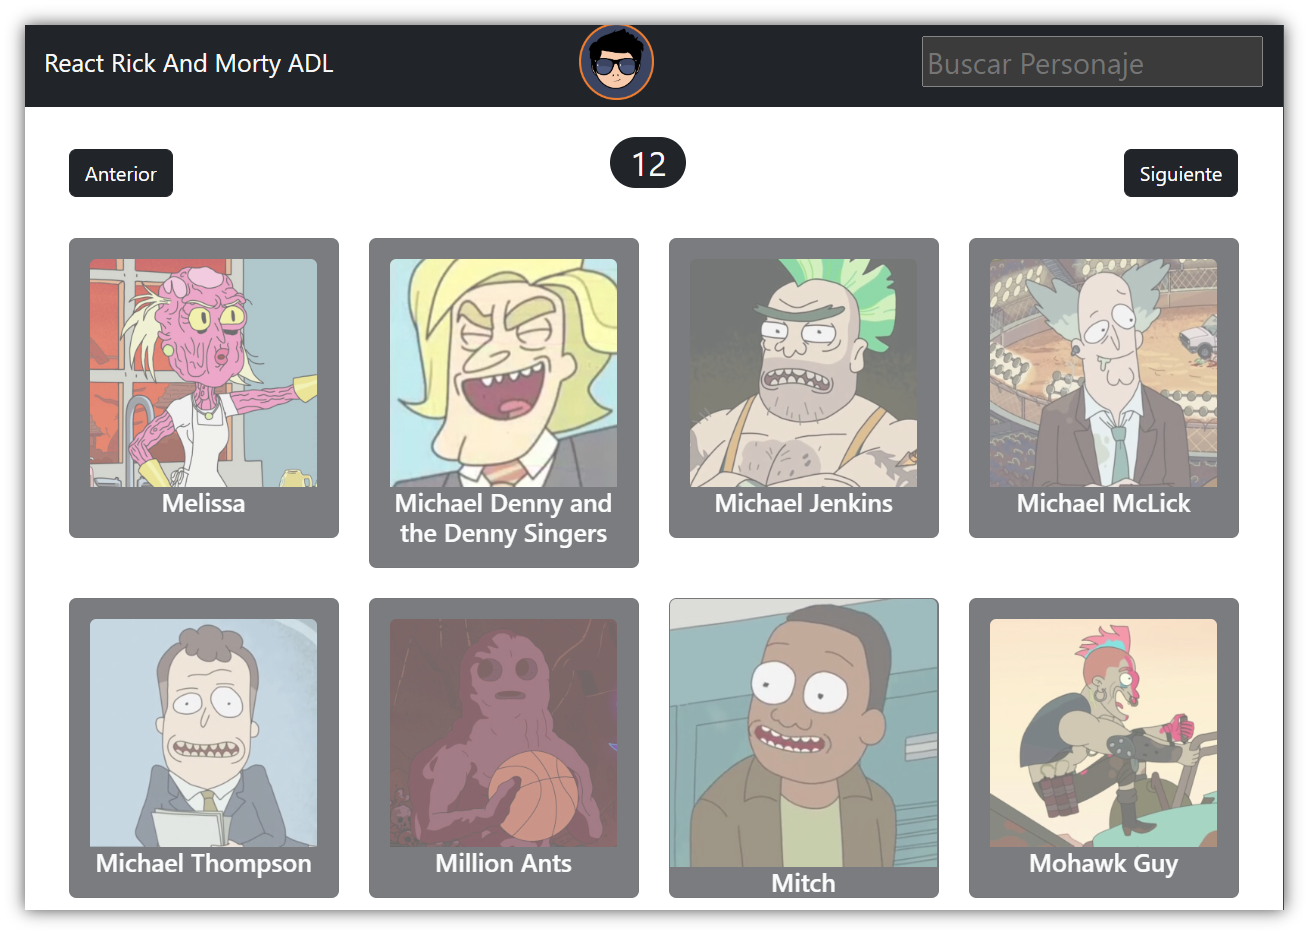 React Rick And Morty ADL
Buscar Personaje
Anterior
12
Siguiente
Melissa
Michael Denny and
the Denny Singers
Michael Jenkins
Michael McLick
Michael Thompson
Million Ants
Mitch
Mohawk Guy